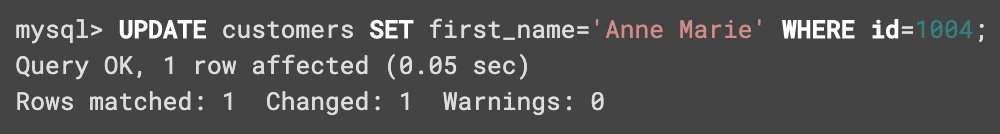 mysql> UPDATE customers SET first_name='Anne Marie' WHERE id=1004;
Query OK, 1 row affected (0.05 sec)
Rows matched: 1  Changed: 1  Warnings: 0